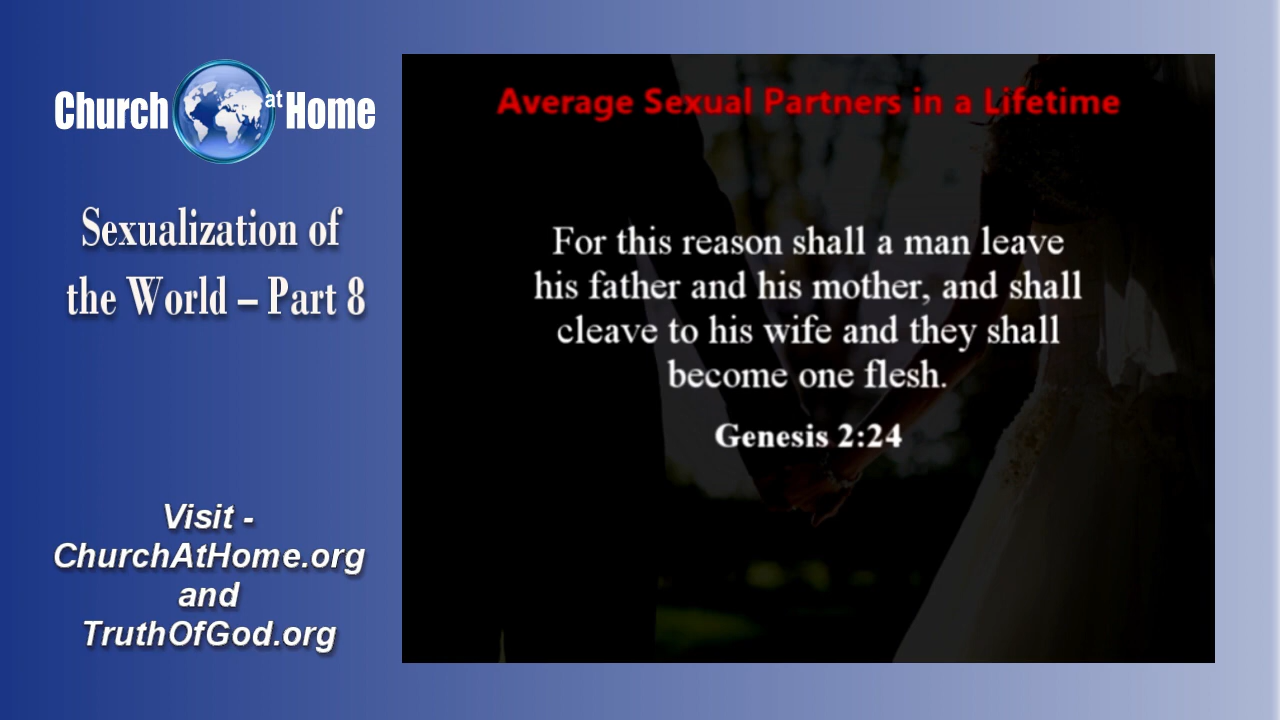 Church at Home
Sexualization of
the World – Part 8
Visit -
ChurchAtHome.org
and
TruthOfGod.org
Average Sexual Partners in a Lifetime
For this reason shall a man leave
his father and his mother, and shall
cleave to his wife and they shall
become one flesh.
Genesis 2:24